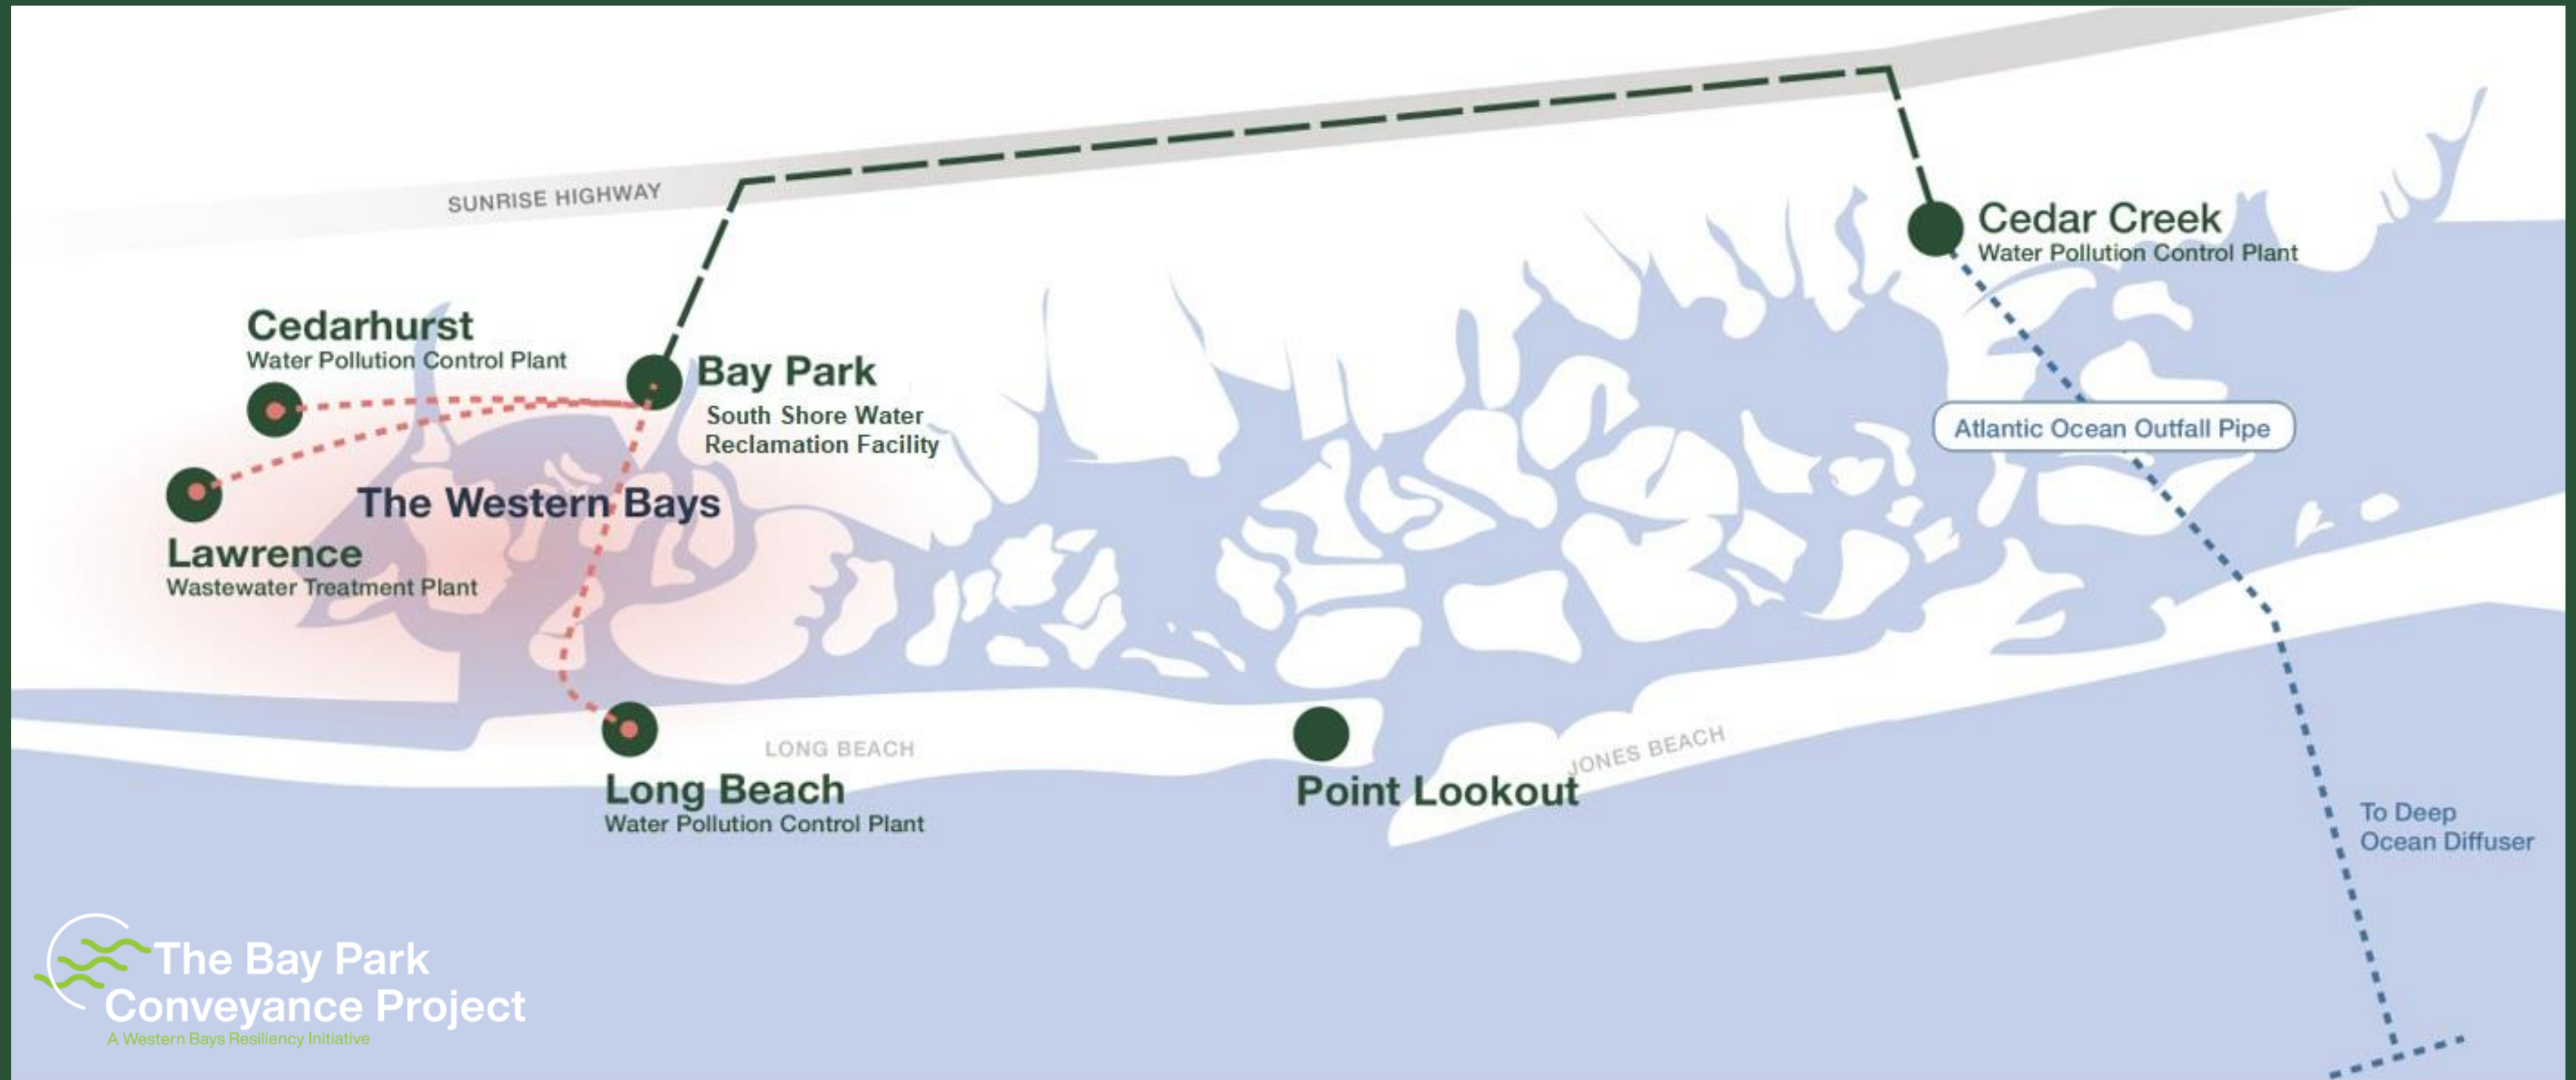 SUNRISE HIGHWAY
Cedar Creek
Water Pollution Control Plant
Cedarhurst
Water Pollution Control Plant
Bay Park
South Shore Water
Reclamation Facility
Atlantic Ocean Outfall Pipe
The Western Bays
Lawrence
Wastewater Treatment Plant
LONG BEACH
JONES BEACH
Long Beach
Water Pollution Control Plant
Point Lookout
To Deep
Ocean Diffuser
The Bay Park
Conveyance Project
A Western Bays Resiliency Initiative